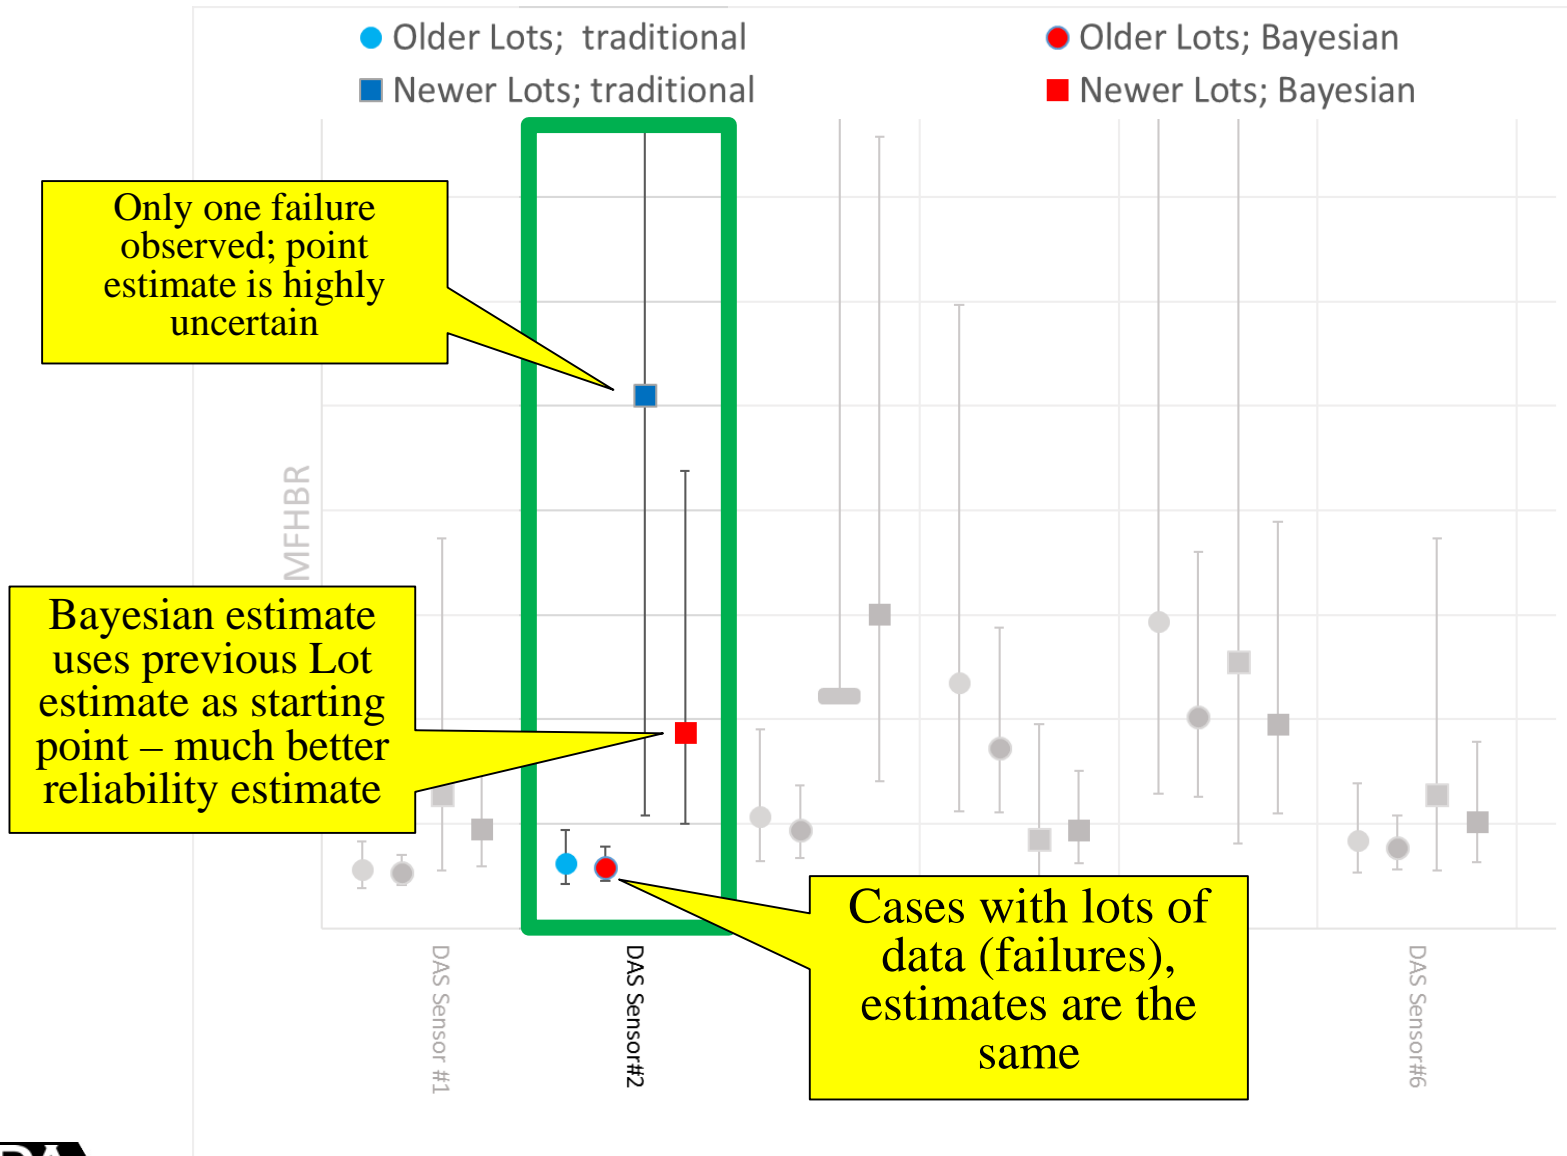 Older Lots; traditional
Older Lots; Bayesian
Newer Lots; traditional
Newer Lots; Bayesian
Only one failure
observed; point
estimate is highly
uncertain
MFHBR
Bayesian estimate
uses previous Lot
estimate as starting
point – much better
reliability estimate
Cases with lots of
data (failures),
estimates are the
same
DAS Sensor #1
DAS Sensor#2
DAS Sensor#6